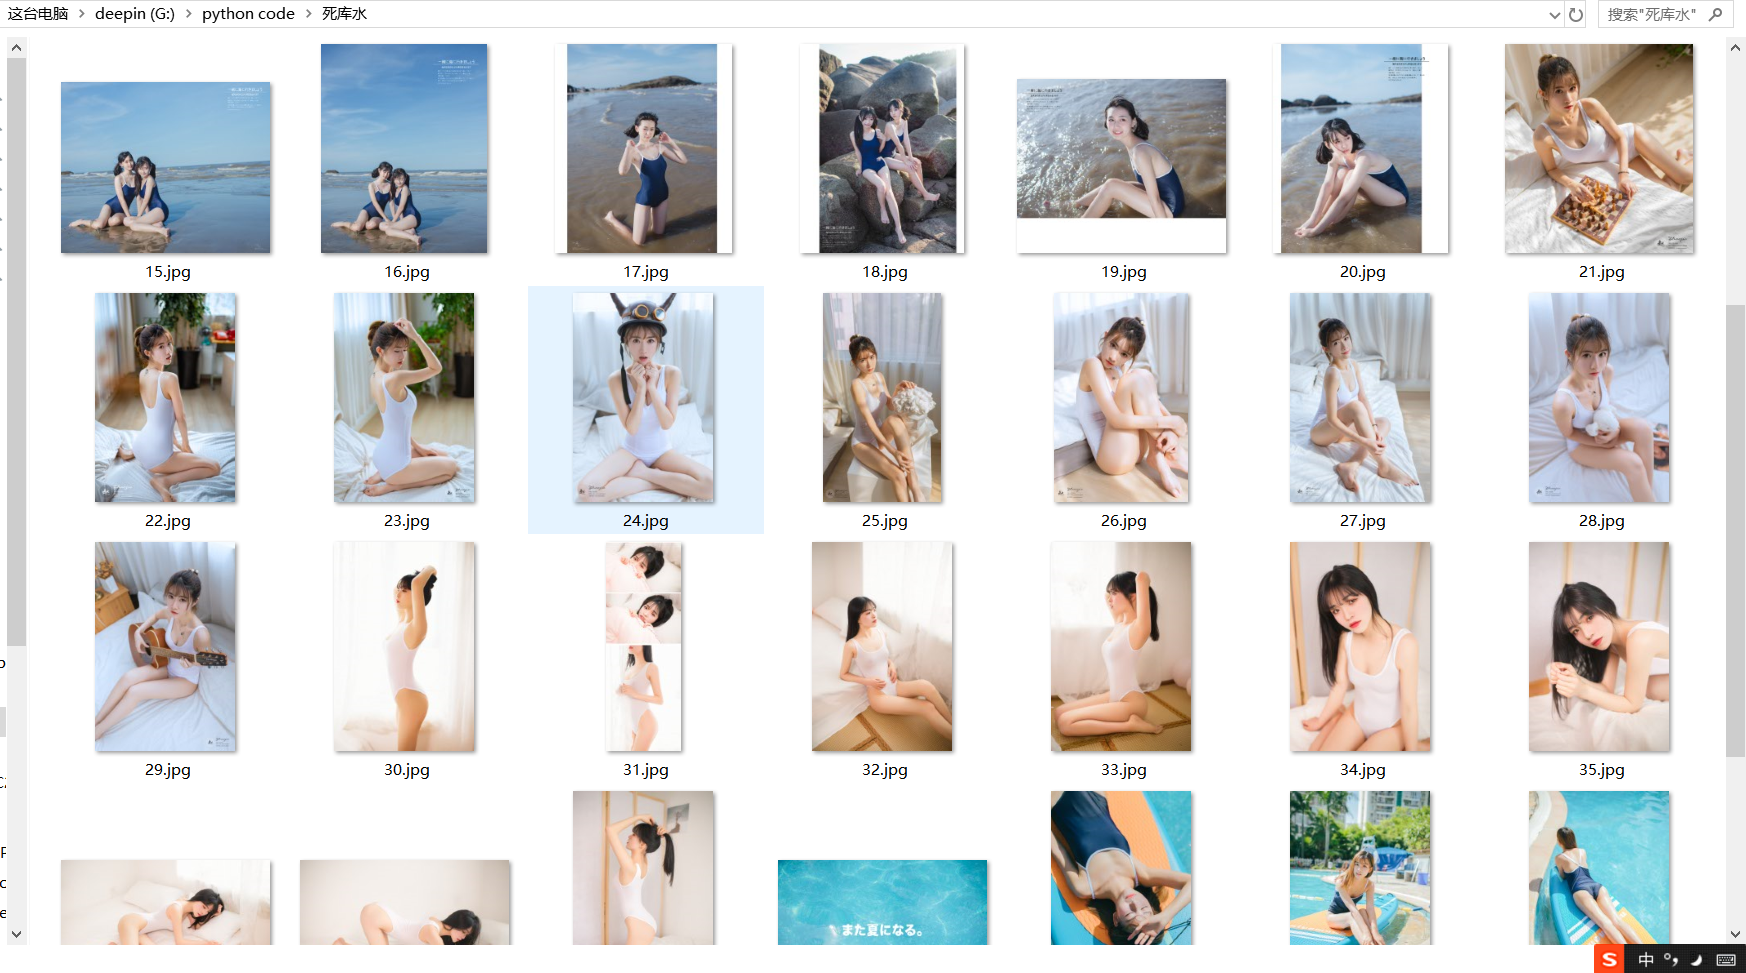 这台电脑 > deepin (G:) > python code > 死库水
搜索"死库水"
15.jpg
16.jpg
17.jpg
18.jpg
19.jpg
20.jpg
21.jpg
22.jpg
23.jpg
24.jpg
25.jpg
26.jpg
27.jpg
28.jpg
29.jpg
30.jpg
31.jpg
32.jpg
33.jpg
34.jpg
35.jpg
また夏になる。
S 中